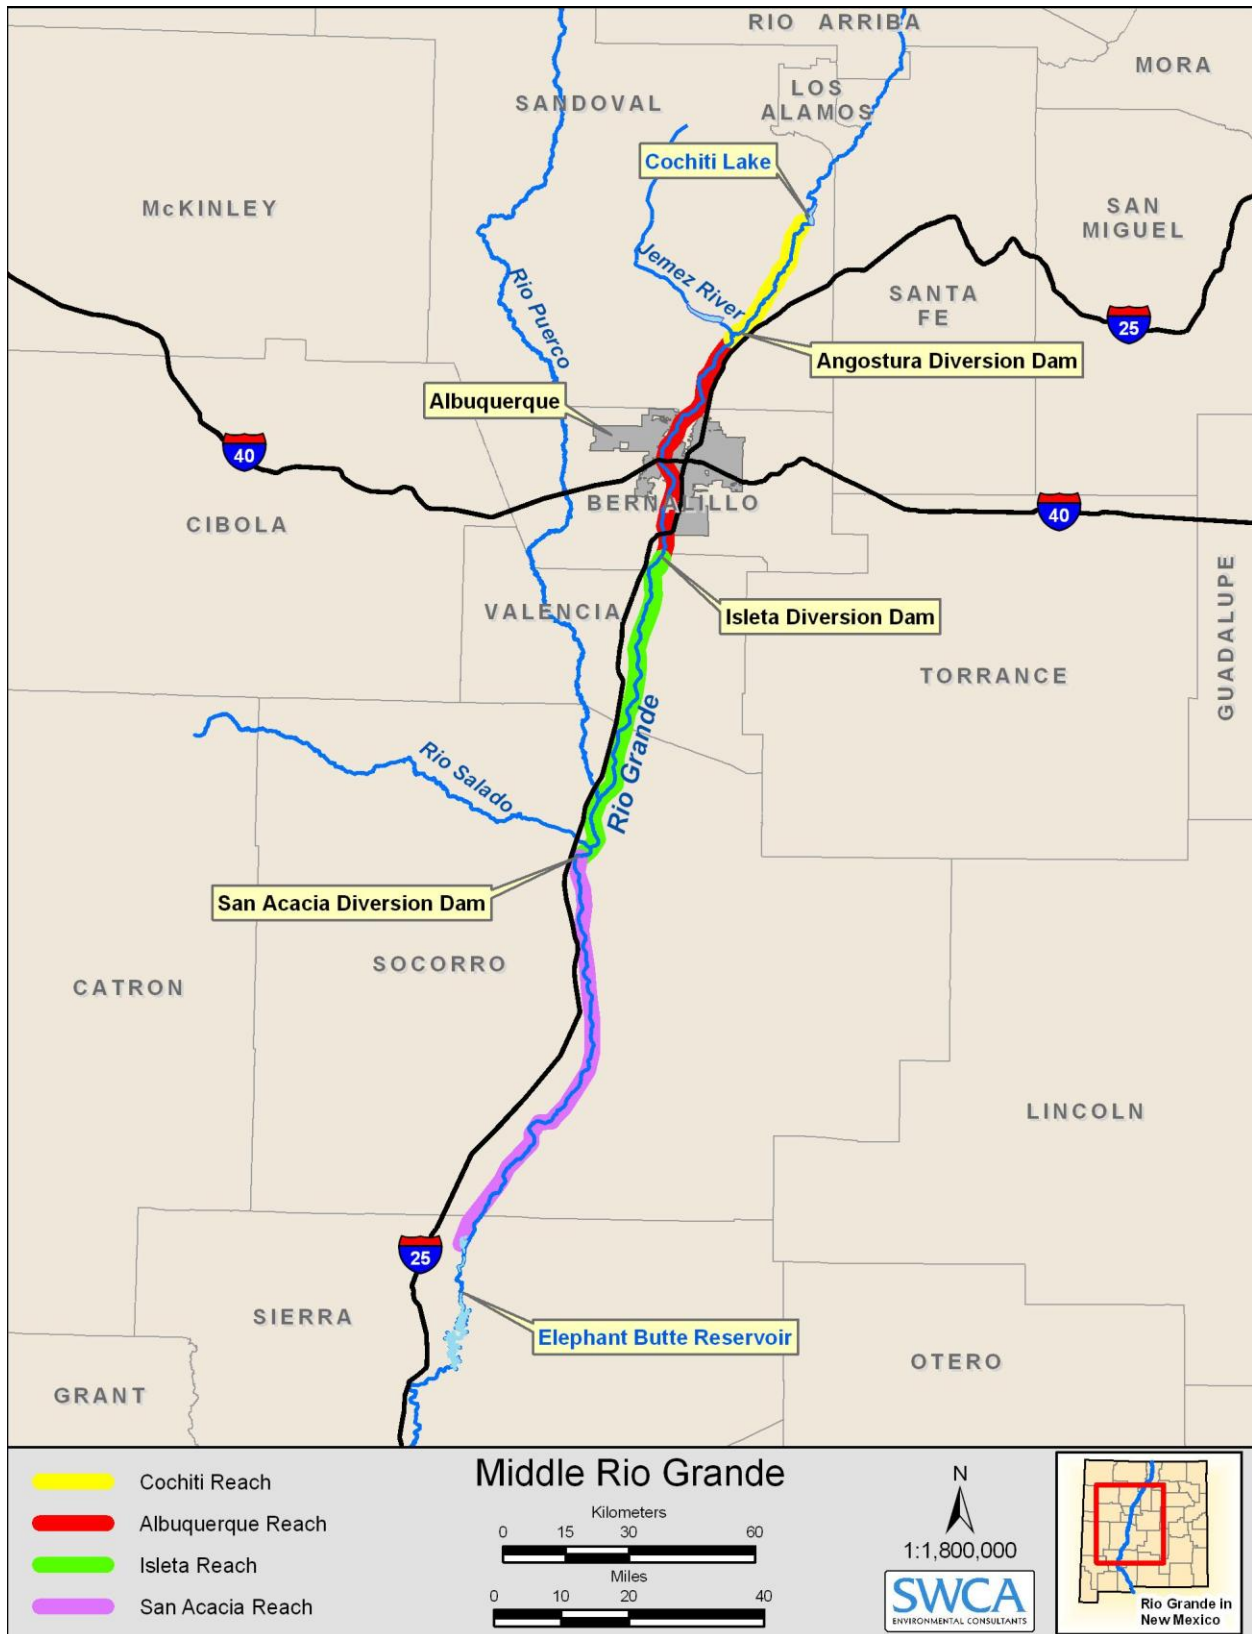 RIO ARRIBA
MORA
LOS
ALAMOS
SANDOVAL
Cochiti Lake
McKINLEY
SAN
MIGUEL
Jemez River
Rio Puerco
SANTA
FE
25
Angostura Diversion Dam
Albuquerque
40
BERNALILLO
40
CIBOLA
GUADALUPE
VALENCIA
Isleta Diversion Dam
TORRANCE
Rio Grande
Rio Salado
San Acacia Diversion Dam
SOCORRO
CATRON
LINCOLN
25
SIERRA
Elephant Butte Reservoir
OTERO
GRANT
Cochiti Reach
Albuquerque Reach
Isleta Reach
San Acacia Reach
Middle Rio Grande
Kilometers
0 15 30 60
Miles
0 10 20 40
N
1:1,800,000
SWCA
ENVIRONMENTAL CONSULTANTS
Rio Grande in
New Mexico